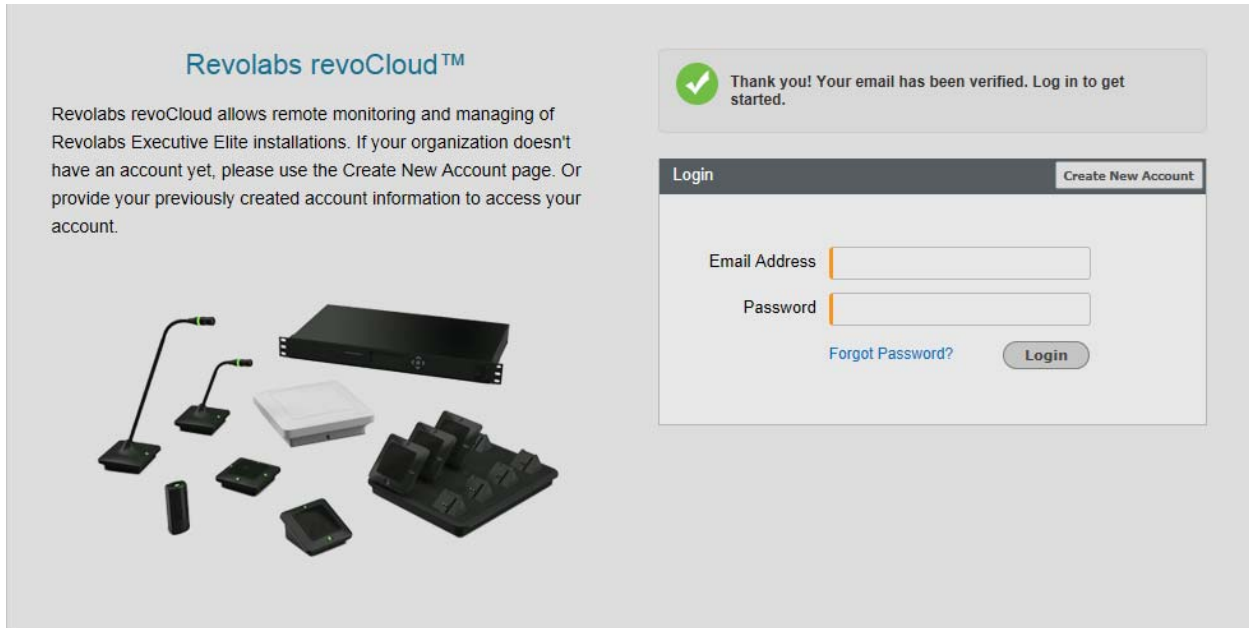 Revolabs revoCloud™
Revolabs revoCloud allows remote monitoring and managing of
Revolabs Executive Elite installations. If your organization doesn't
have an account yet, please use the Create New Account page. Or
provide your previously created account information to access your
account.
Thank you! Your email has been verified. Log in to get
started.
Login
Create New Account
Email Address
Password
Forgot Password?
Login